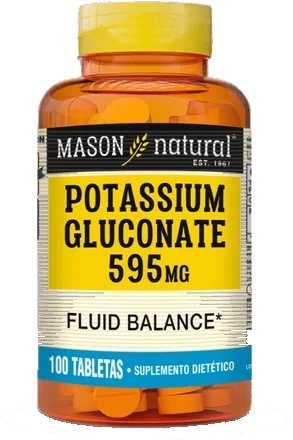 MASON natural
EST. 1967
POTASSIUM
GLUCONATE
595MG
FLUID BALANCE*
100 TABLETAS • SUPLEMENTO DIETÉTICO